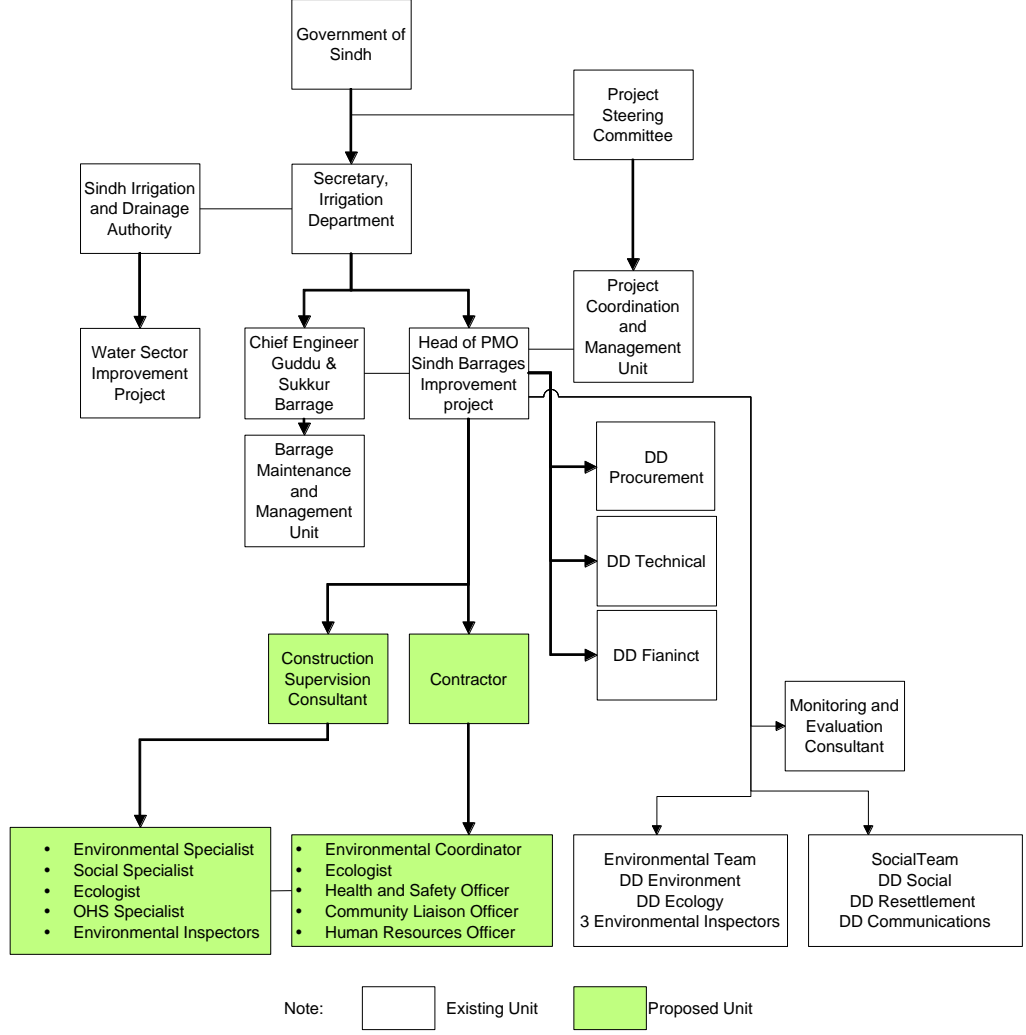 Government of
Sindh
Project
Steering
Committee
Sindh Irrigation
and Drainage
Authority
Secretary,
Irrigation
Department
Project
Coordination
and
Management
Unit
Water Sector
Improvement
Project
Chief Engineer
Guddu &
Sukkur
Barrage
Head of PMO
Sindh Barrages
Improvement
project
Barrage
Maintenance
and
Management
Unit
DD
Procurement
DD Technical
DD Fianinct
Construction
Supervision
Consultant
Contractor
Monitoring and
Evaluation
Consultant
• Environmental Specialist
• Social Specialist
• Ecologist
• OHS Specialist
• Environmental Inspectors
• Environmental Coordinator
• Ecologist
• Health and Safety Officer
• Community Liaison Officer
• Human Resources Officer
Environmental Team
DD Environment
DD Ecology
3 Environmental Inspectors
SocialTeam
DD Social
DD Resettlement
DD Communications
Note:
Existing Unit
Proposed Unit